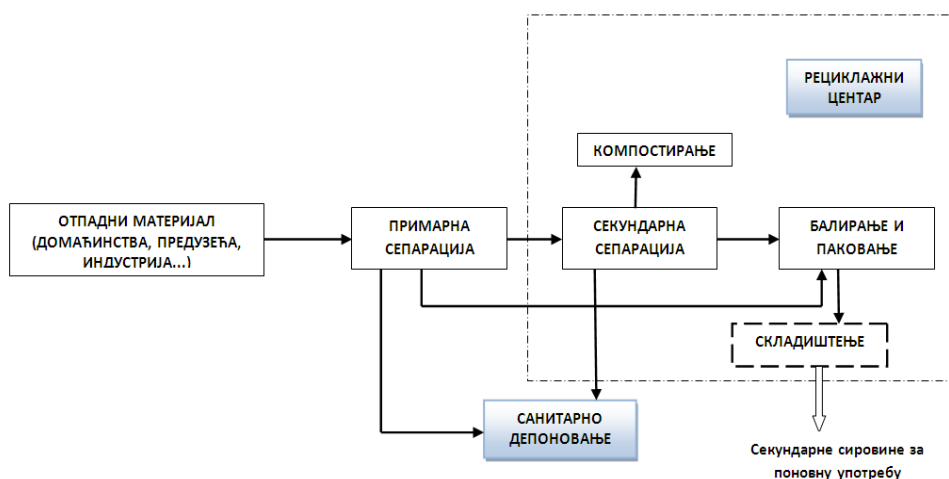 РЕЦИКЛАЖНИ
ЦЕНТАР
КОМПОСТИРАЊЕ
ОТПАДНИ МАТЕРИЈАЛ
(ДОМАЋИНСТВА, ПРЕДУЗЕЋА,
ИНДУСТРИЈА...)
ПРИМАРНА
СЕПАРАЦИЈА
СЕКУНДАРНА
СЕПАРАЦИЈА
БАЛИРАЊЕ И
ПАКОВАЊЕ
СКЛАДИШТЕЊЕ
САНИТАРНО
ДЕПОНОВАЊЕ
Секундарне сировине за
поновну употребу